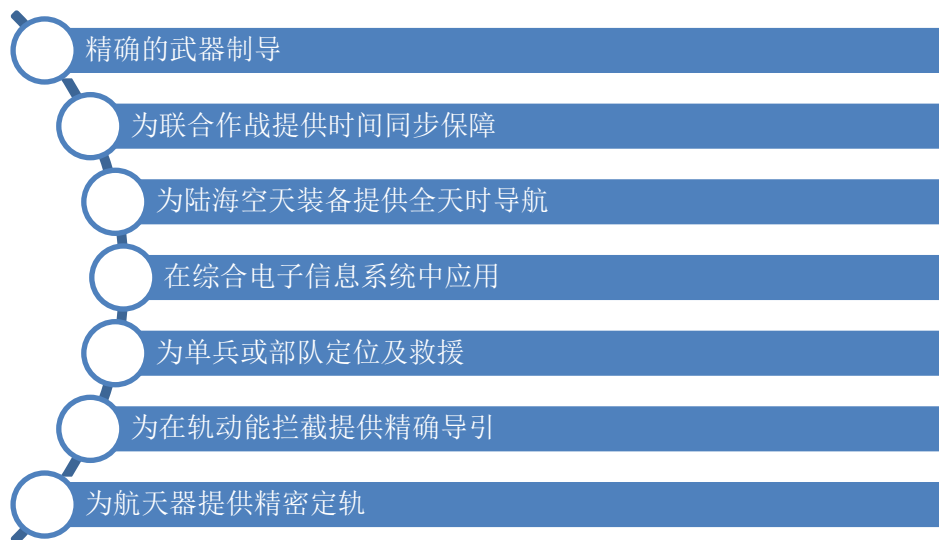 精确的武器制导
为联合作战提供时间同步保障
为陆海空天装备提供全天时导航
在综合电子信息系统中应用
为单兵或部队定位及救援
为在轨动能拦截提供精确导引
为航天器提供精密定轨